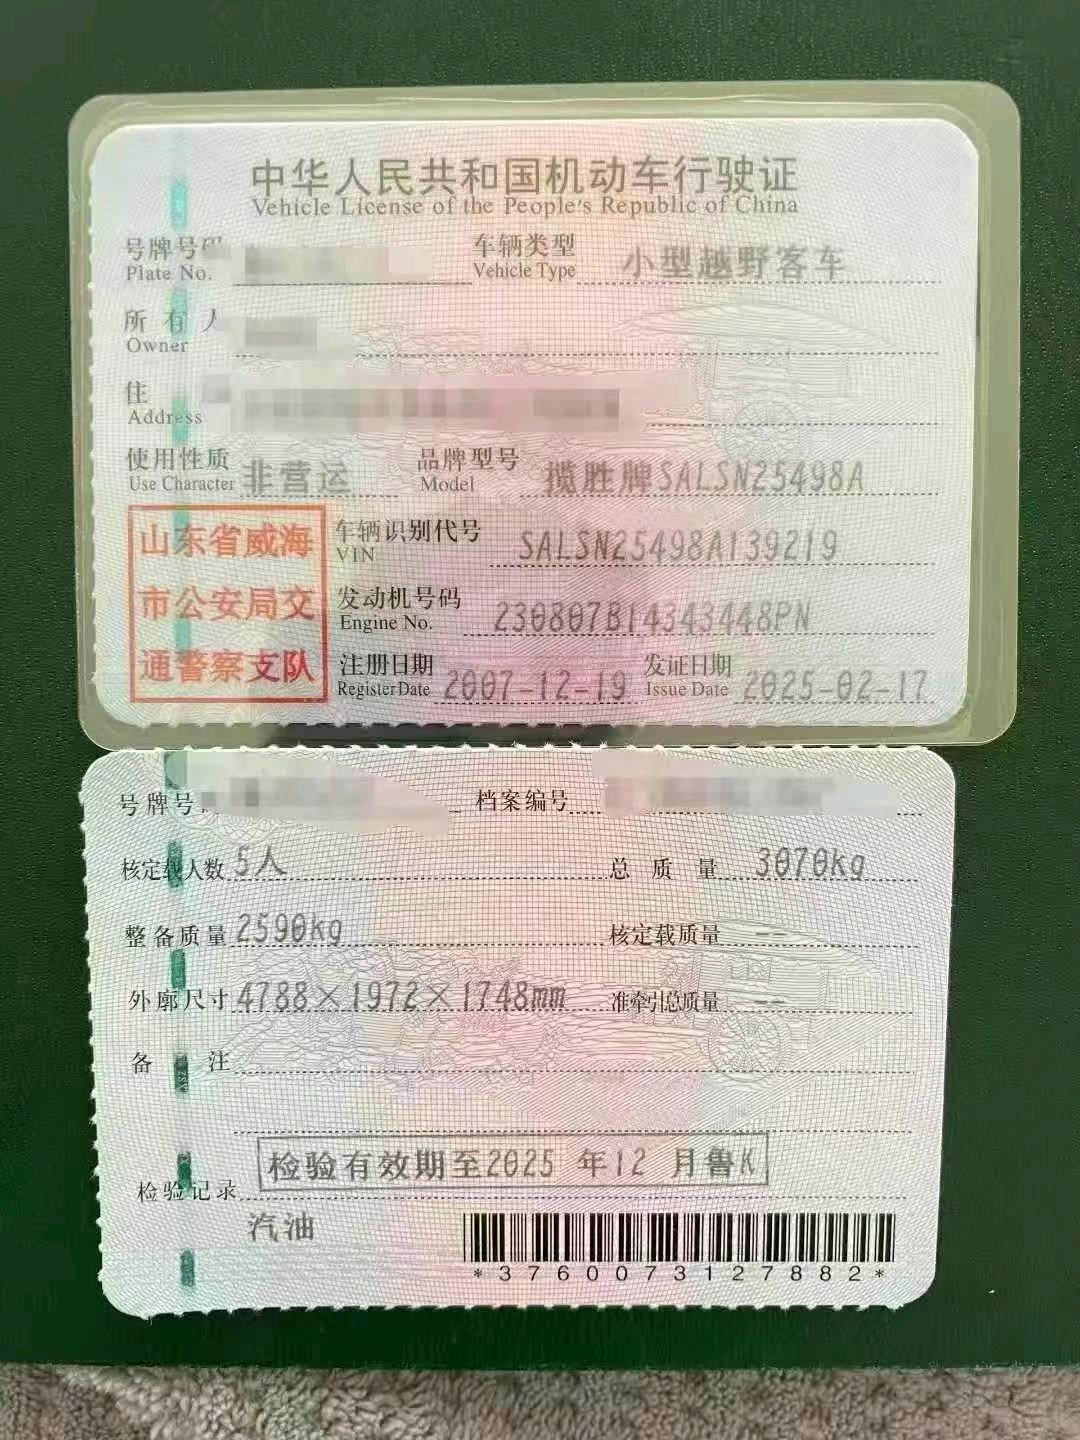 中华人民共和国机动车行驶证
Vehicle License of the People's Republic of China
号牌号码 车辆类型 小型越野客车
Plate No. Vehicle Type
所有人
Owner
住
Address
使用性质 非营运 品牌型号 揽胜牌SALSN25498A
Use Character Model
山东省威海
市公安局交
通警察支队
车辆识别代号 SALSN25498A139219
VIN
发动机号码 230807B14343448PN
Engine No.
注册日期 2007-12-19 发证日期 2025-02-17
Register Date Issue Date
号牌号 档案编号
核定载人数 5人 总质量 3070kg
整备质量 2590kg 核定载质量 --
外廓尺寸 4788×1972×1748mm 准牵引总质量 --
备注
检验有效期至2025 年12 月鲁K
检验记录
汽油
*3760073127882*